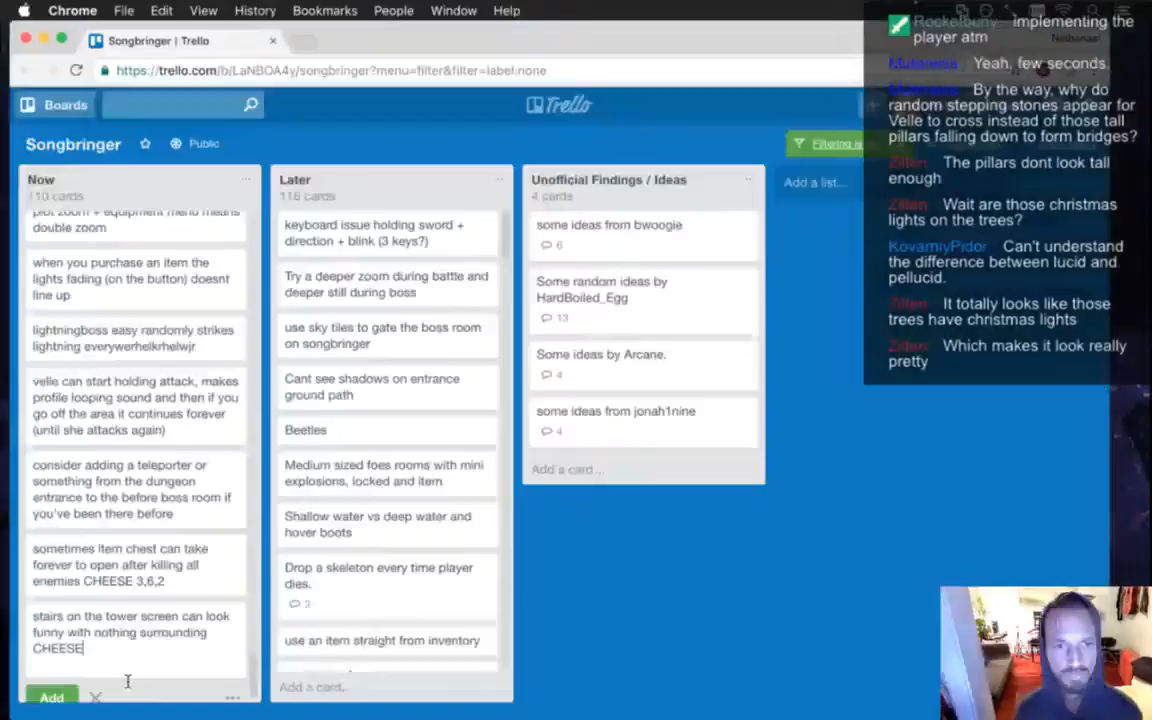 Chrome File Edit View History Bookmarks People Window Help
Songbringer | Trello
https://trello.com/b/LaNBOA4y/songbringer?menu=filter&filter=label:none
Boards
Trello
Songbringer
Public
Filtering is
Now
110 cards
plot zoom + equipment menu means
double zoom
when you purchase an item the
lights fading (on the button) doesnt
line up
lightningboss easy randomly strikes
lightning everywerhelkrhelwjr
velle can start holding attack, makes
profile looping sound and then if you
go off the area it continues forever
(until she attacks again)
consider adding a teleporter or
something from the dungeon
entrance to the before boss room if
you've been there before
sometimes item chest can take
forever to open after killing all
enemies CHEESE 3,6,2
stairs on the tower screen can look
funny with nothing surrounding
CHEESE
Add
Later
116 cards
keyboard issue holding sword +
direction + blink (3 keys?)
Try a deeper zoom during battle and
deeper still during boss
use sky tiles to gate the boss room
on songbringer
Cant see shadows on entrance
ground path
Beetles
Medium sized foes rooms with mini
explosions, locked and item
Shallow water vs deep water and
hover boots
Drop a skeleton every time player
dies.
use an item straight from inventory
Add a card...
Unofficial Findings / Ideas
4 cards
some ideas from bwoogie
6
Some random ideas by
HardBoiled_Egg
13
Some ideas by Arcane.
4
some ideas from jonah1nine
4
Add a card...
Add a list...
Rocketbuny implementing the
player atm
Yeah, few seconds.
By the way, why do
random stepping stones appear for
Velle to cross instead of those tall
pillars falling down to form bridges?
Zilten The pillars dont look tall
enough
Zilten Wait are those christmas
lights on the trees?
KovarniyPidor Can't understand
the difference between lucid and
pellucid.
Zilten It totally looks like those
trees have christmas lights
Zilten Which makes it look really
pretty